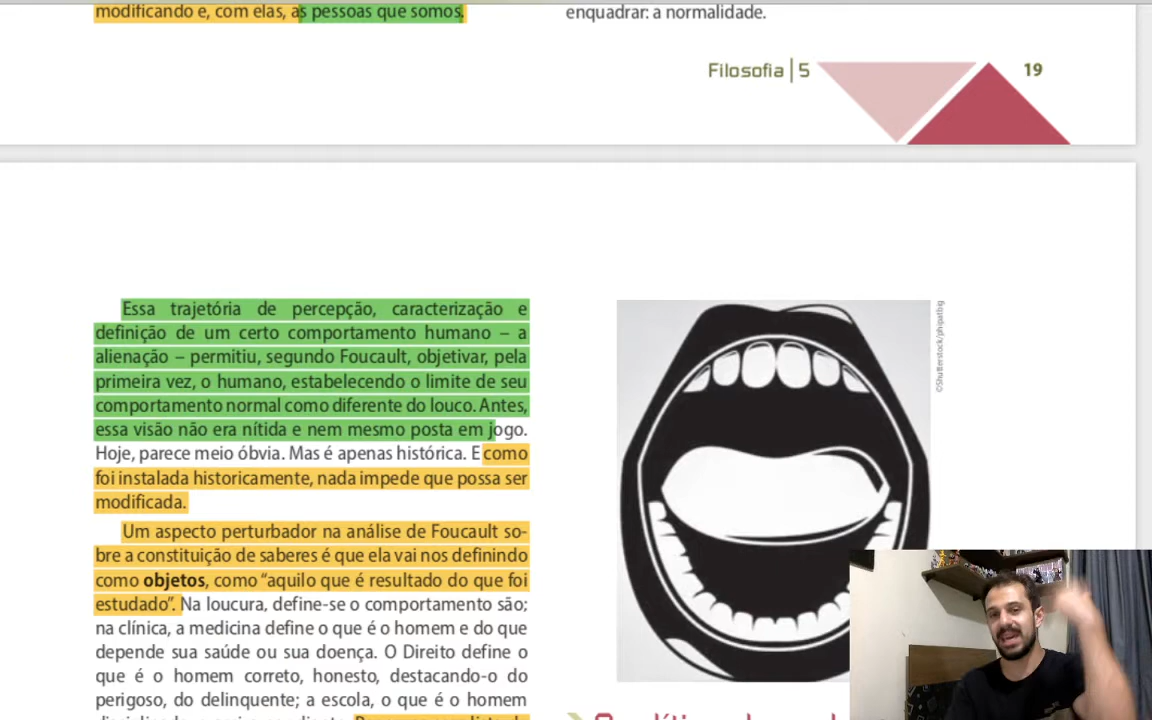 modificando e, com elas, as pessoas que somos.
enquadrar: a normalidade.
Filosofia | 5
19
Essa trajetória de percepção, caracterização e
definição de um certo comportamento humano – a
alienação – permitiu, segundo Foucault, objetivar, pela
primeira vez, o humano, estabelecendo o limite de seu
comportamento normal como diferente do louco. Antes,
essa visão não era nítida e nem mesmo posta em jogo.
Hoje, parece meio óbvia. Mas é apenas histórica. E como
foi instalada historicamente, nada impede que possa ser
modificada.
Um aspecto perturbador na análise de Foucault so-
bre a constituição de saberes é que ela vai nos definindo
como objetos, como “aquilo que é resultado do que foi
estudado”. Na loucura, define-se o comportamento são;
na clínica, a medicina define o que é o homem e do que
depende sua saúde ou sua doença. O Direito define o
que é o homem correto, honesto, destacando-o do
perigoso, do delinquente; a escola, o que é o homem
©Shutterstock/phipatbig